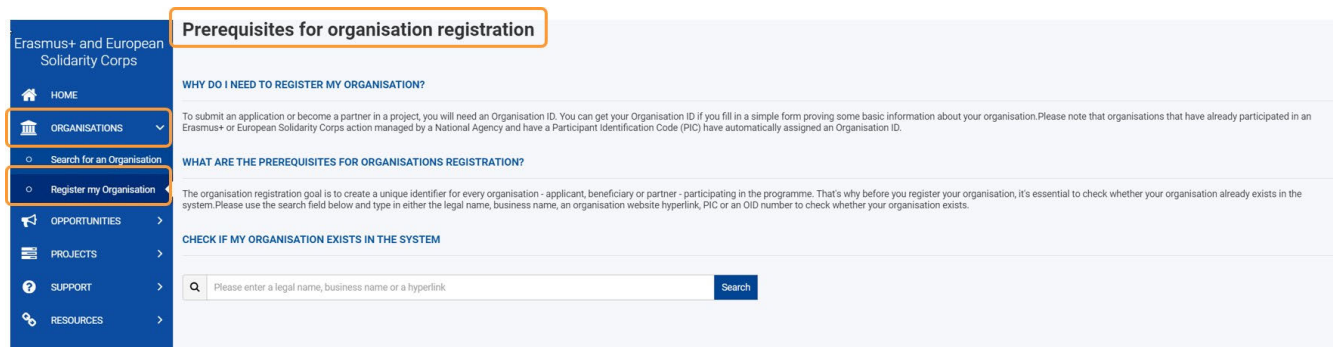 Erasmus+ and European
Solidarity Corps
HOME
ORGANISATIONS
Search for an Organisation
Register my Organisation
OPPORTUNITIES
PROJECTS
SUPPORT
RESOURCES
Prerequisites for organisation registration
WHY DO I NEED TO REGISTER MY ORGANISATION?
To submit an application or become a partner in a project, you will need an Organisation ID. You can get your Organisation ID if you fill in a simple form proving some basic information about your organisation.Please note that organisations that have already participated in an
Erasmus+ or European Solidarity Corps action managed by a National Agency and have a Participant Identification Code (PIC) have automatically assigned an Organisation ID.
WHAT ARE THE PREREQUISITES FOR ORGANISATIONS REGISTRATION?
The organisation registration goal is to create a unique identifier for every organisation - applicant, beneficiary or partner - participating in the programme. That's why before you register your organisation, it's essential to check whether your organisation already exists in the
system.Please use the search field below and type in either the legal name, business name, an organisation website hyperlink, PIC or an OID number to check whether your organisation exists.
CHECK IF MY ORGANISATION EXISTS IN THE SYSTEM
Please enter a legal name, business name or a hyperlink
Search